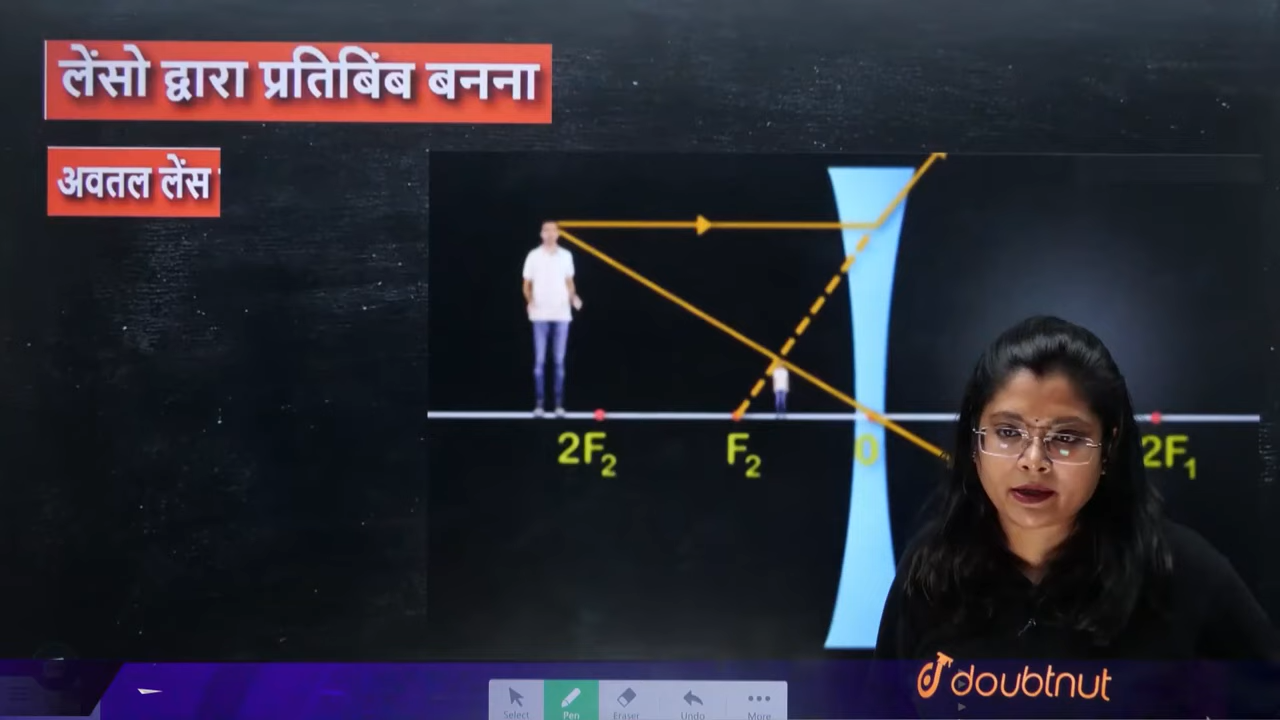 लेंसो द्वारा प्रतिबिंब बनना
अवतल लेंस
2F₂
F₂
O
2F₁
doubtnut
Select
Pen
Eraser
Undo
More